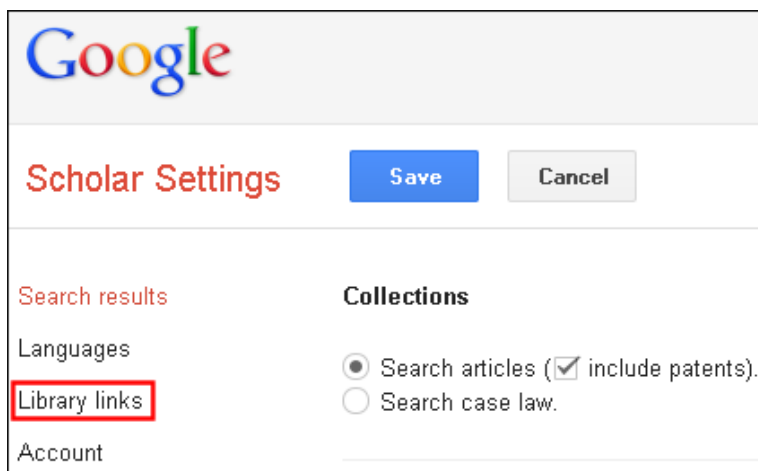 Google
Scholar Settings
Save
Cancel
Search results
Languages
Library links
Account
Collections
Search articles (include patents).
Search case law.